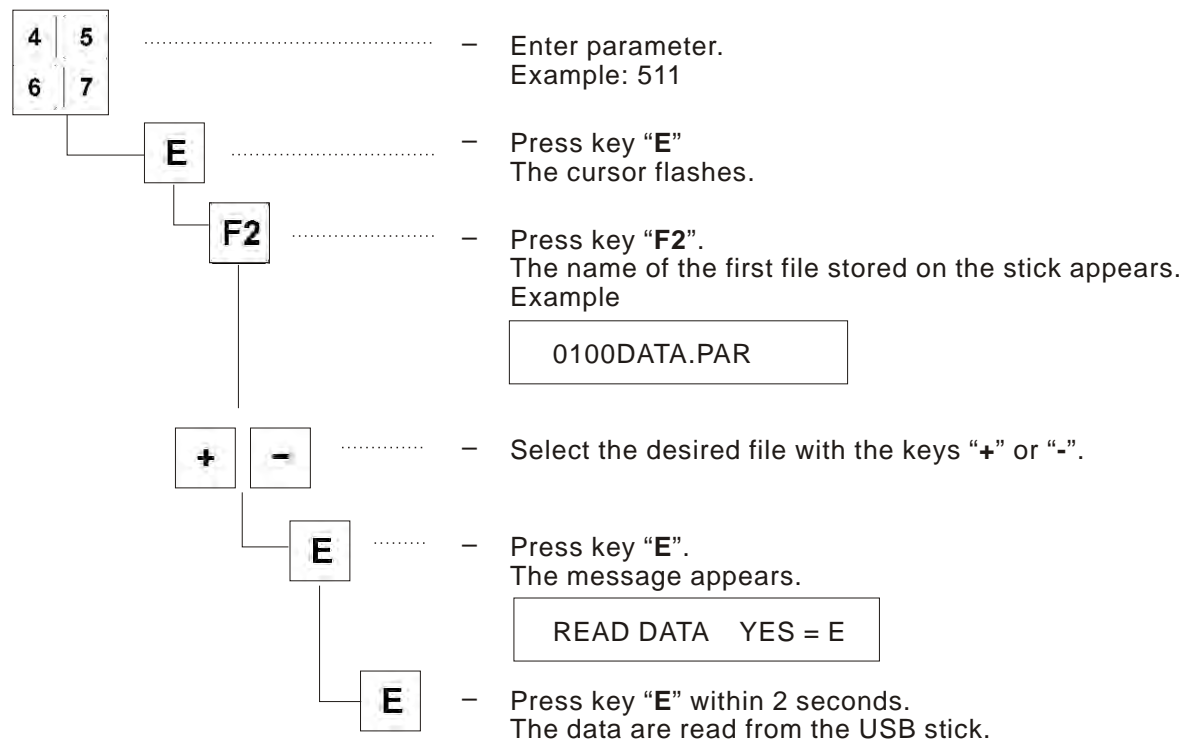 4 5
6 7
– Enter parameter.
Example: 511
E
– Press key “E”
The cursor flashes.
F2
– Press key “F2”.
The name of the first file stored on the stick appears.
Example
0100DATA.PAR
+ -
– Select the desired file with the keys “+” or “-”.
E
– Press key “E”.
The message appears.
READ DATA YES = E
E
– Press key “E” within 2 seconds.
The data are read from the USB stick.